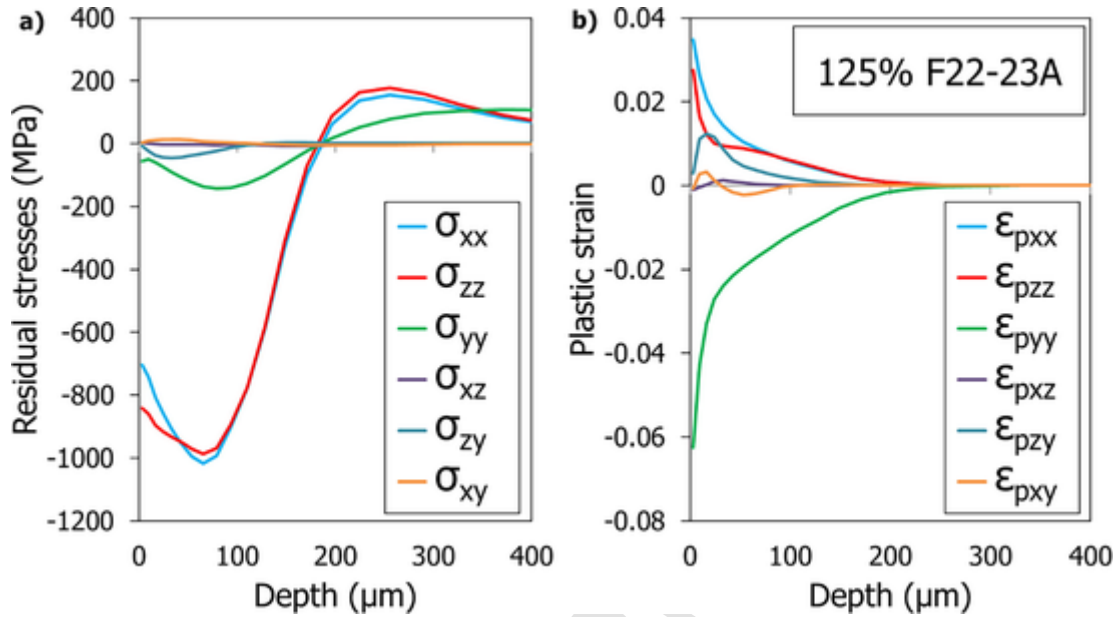 a)
400
200
0
-200
-400
-600
-800
-1000
-1200
Residual stresses (MPa)
σxx
σzz
σyy
σxz
σzy
σxy
0 100 200 300 400
Depth (µm)
b)
0.04
0.02
0
-0.02
-0.04
-0.06
-0.08
Plastic strain
125% F22-23A
εpxx
εpzz
εpyy
εpxz
εpzy
εpxy
0 100 200 300 400
Depth (µm)